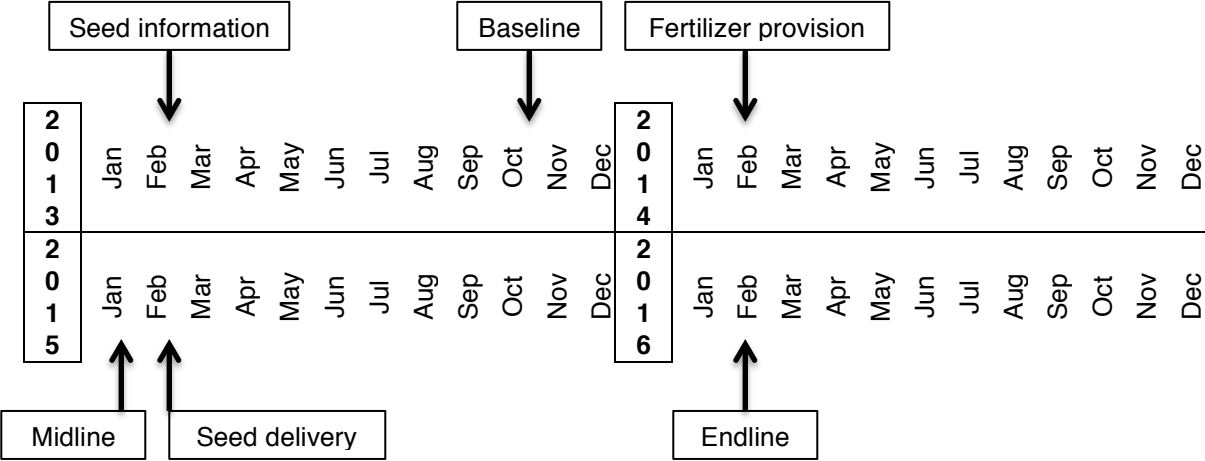 Seed information Baseline Fertilizer provision
2013 Jan Feb Mar Apr May Jun Jul Aug Sep Oct Nov Dec 2014 Jan Feb Mar Apr May Jun Jul Aug Sep Oct Nov Dec
2015 Jan Feb Mar Apr May Jun Jul Aug Sep Oct Nov Dec 2016 Jan Feb Mar Apr May Jun Jul Aug Sep Oct Nov Dec
Midline Seed delivery Endline